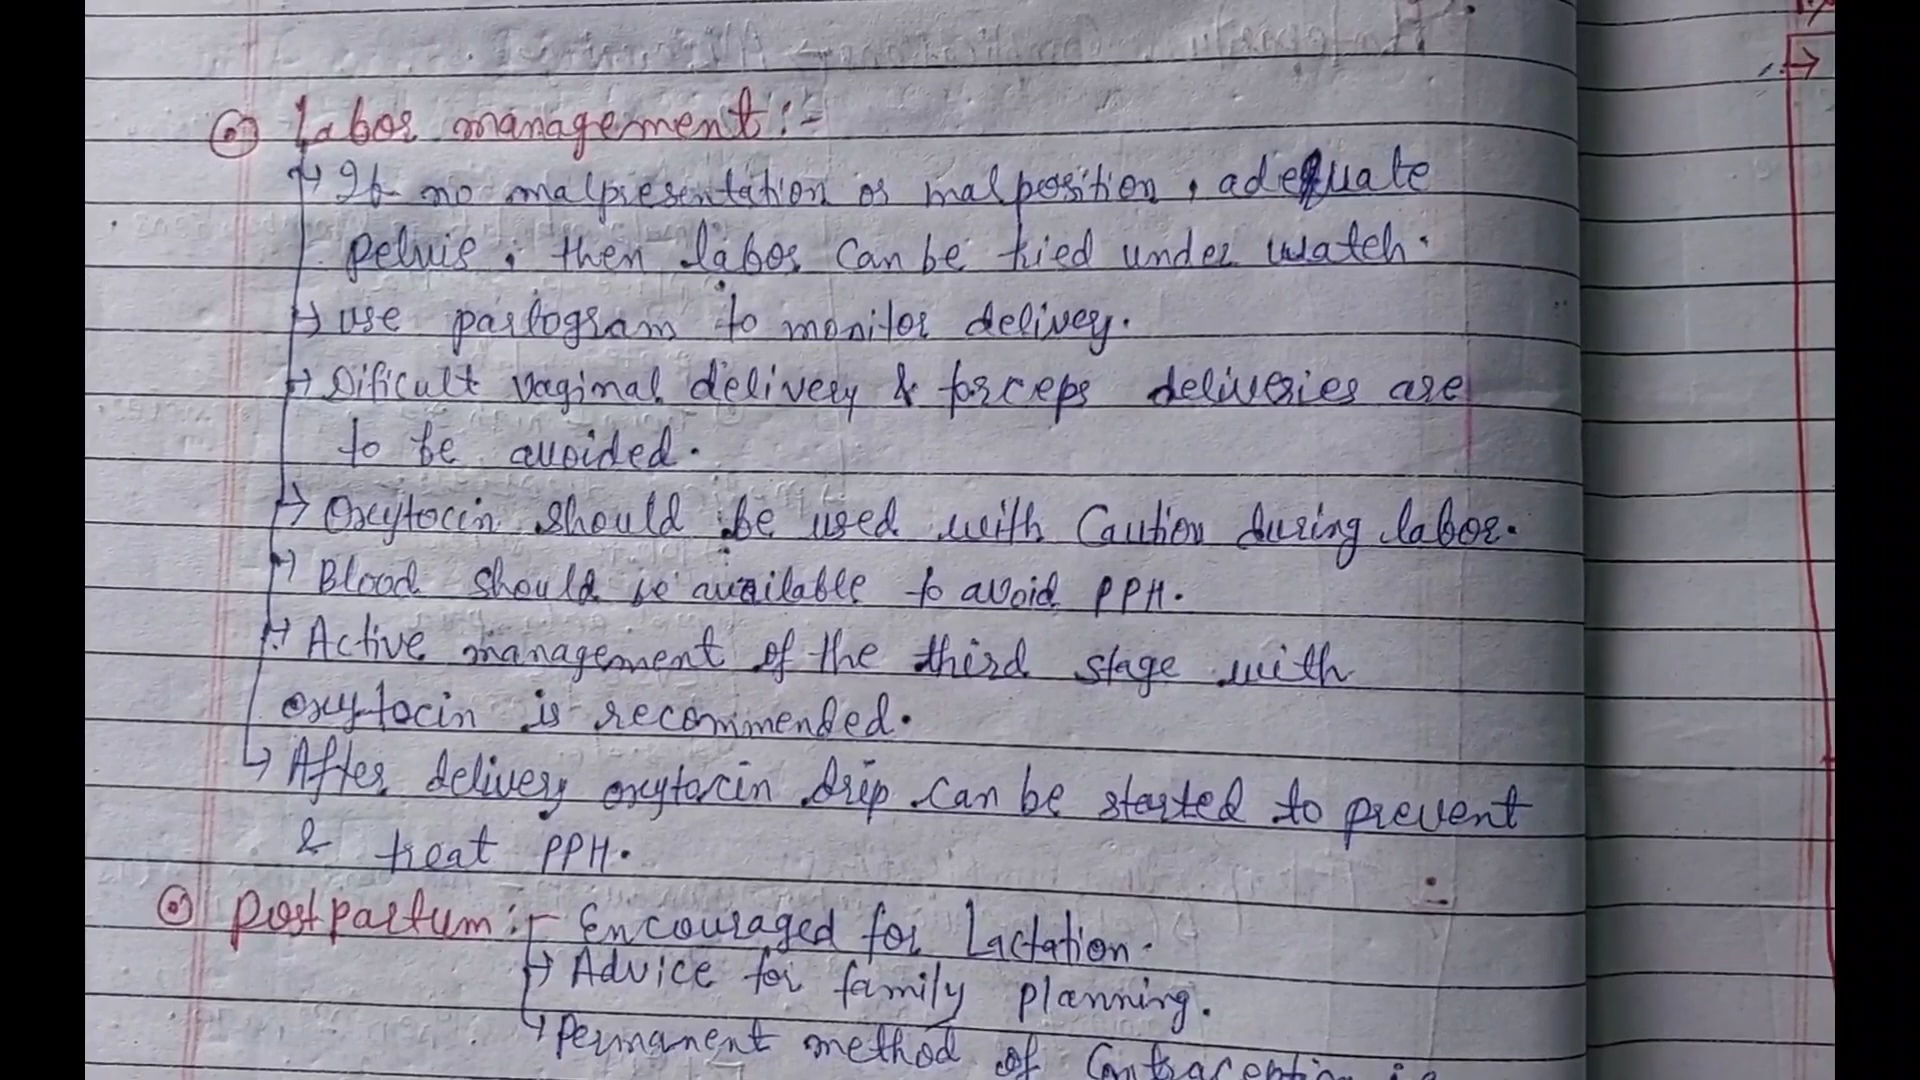 Labor management :-
→ If no malpresentation or malposition, adequate
pelvis, then labor can be tried under watch.
→ use partogram to monitor delivery.
→ Dificult vaginal delivery & forceps deliveries are
to be avoided.
→ Oxytocin should be used with Caution during labor.
→ Blood should be available to avoid PPH.
→ Active management of the third stage with
oxytocin is recommended.
↳ After delivery oxytocin drip can be started to prevent
& treat PPH.
Postpartum :- Encouraged for Lactation.
→ Advice for family planning.
↳ Permanent method of Contraception is